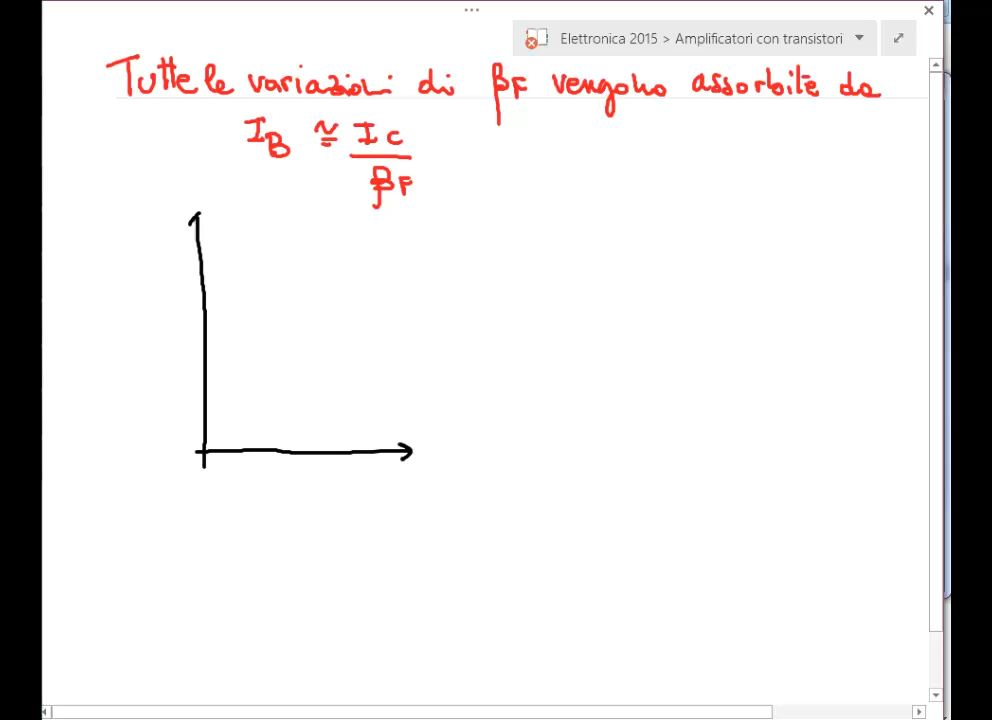 Elettronica 2015 > Amplificatori con transistori
Tutte le variazioni di βF vengono assorbite da
IB ≅ IC / βF